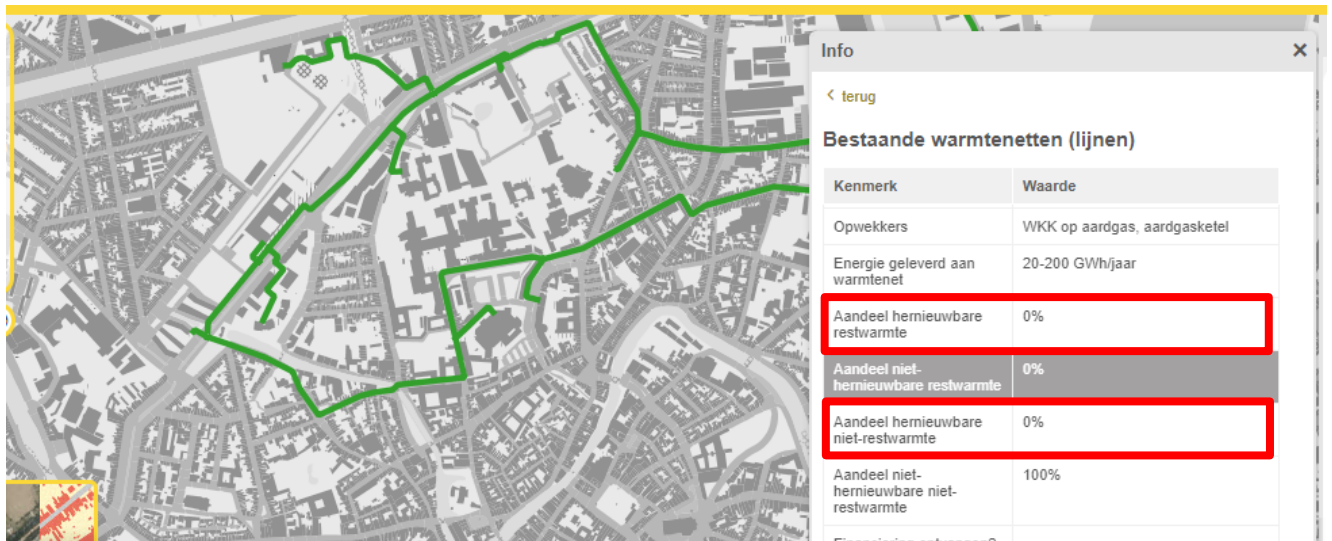 Info
terug
Bestaande warmtenetten (lijnen)
Kenmerk Waarde
Opwekkers WKK op aardgas, aardgasketel
Energie geleverd aan 20-200 GWh/jaar
warmtenet
Aandeel hernieuwbare 0%
restwarmte
Aandeel niet- 0%
hernieuwbare restwarmte
Aandeel hernieuwbare 0%
niet-restwarmte
Aandeel niet- 100%
hernieuwbare niet-
restwarmte